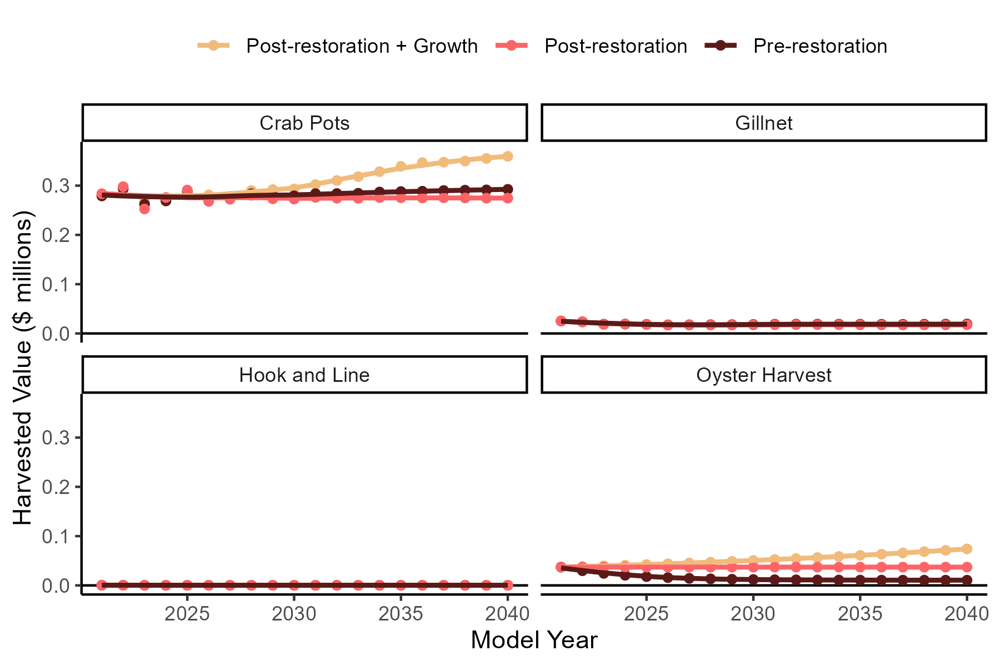 Post-restoration + Growth Post-restoration Pre-restoration
Crab Pots Gillnet
0.3
0.2
0.1
0.0
Harvested Value ($ millions)
Hook and Line Oyster Harvest
0.3
0.2
0.1
0.0
2025 2030 2035 2040 2025 2030 2035 2040
Model Year